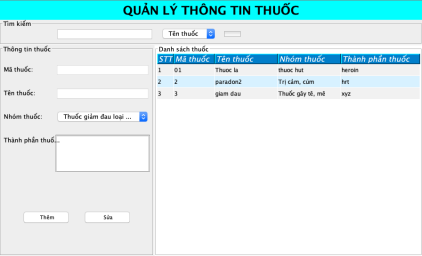 QUẢN LÝ THÔNG TIN THUỐC
Tìm kiếm
Tên thuốc
Thông tin thuốc
Mã thuốc:
Tên thuốc:
Nhóm thuốc: Thuốc giảm đau loại ...
Thành phần thuố...
Thêm Sửa
Danh sách thuốc
STT Mã thuốc Tên thuốc Nhóm thuốc Thành phần thuốc
1 01 Thuoc la thuoc hut heroin
2 2 paradon2 Trị cảm, cúm hrt
3 3 giam dau Thuốc gây tê, mê xyz